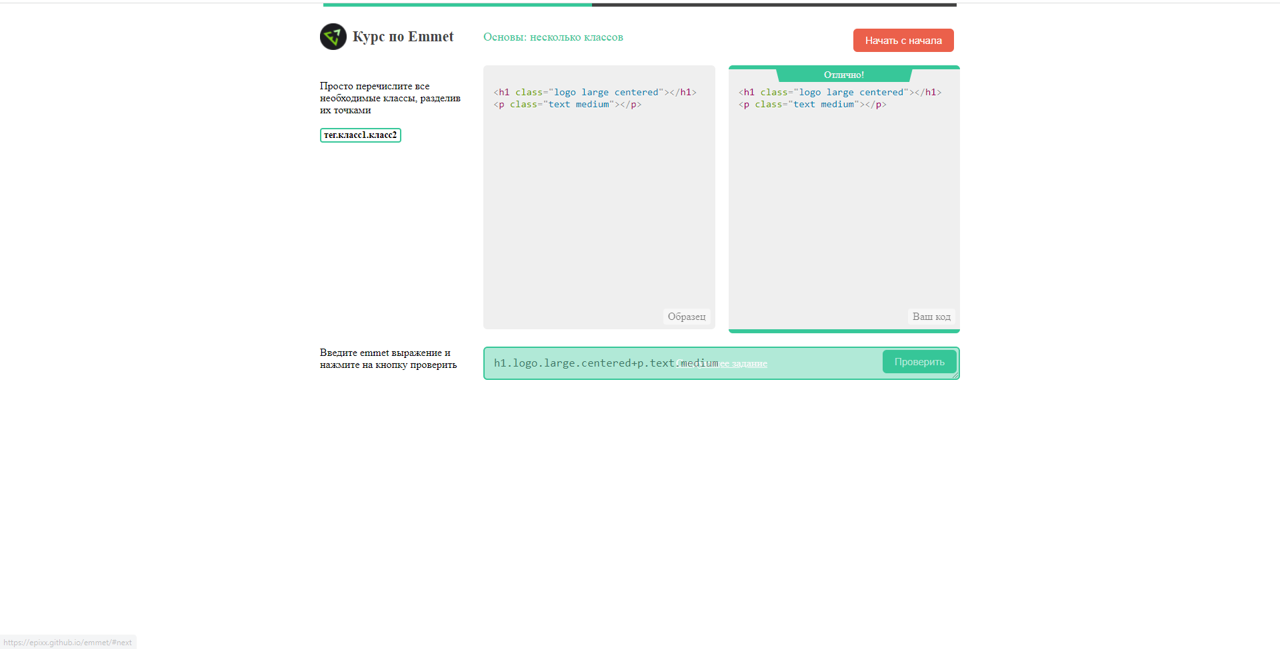 Курс по Emmet
Основы: несколько классов
Начать с начала
Просто перечислите все
необходимые классы, разделив
их точками
тег.класс1.класс2
<h1 class="logo large centered"></h1>
<p class="text medium"></p>
Образец
Отлично!
<h1 class="logo large centered"></h1>
<p class="text medium"></p>
Ваш код
Введите emmet выражение и
нажмите на кнопку проверить
h1.logo.large.centered+p.text.medium
задание
Проверить
https://epixx.github.io/emmet/#next